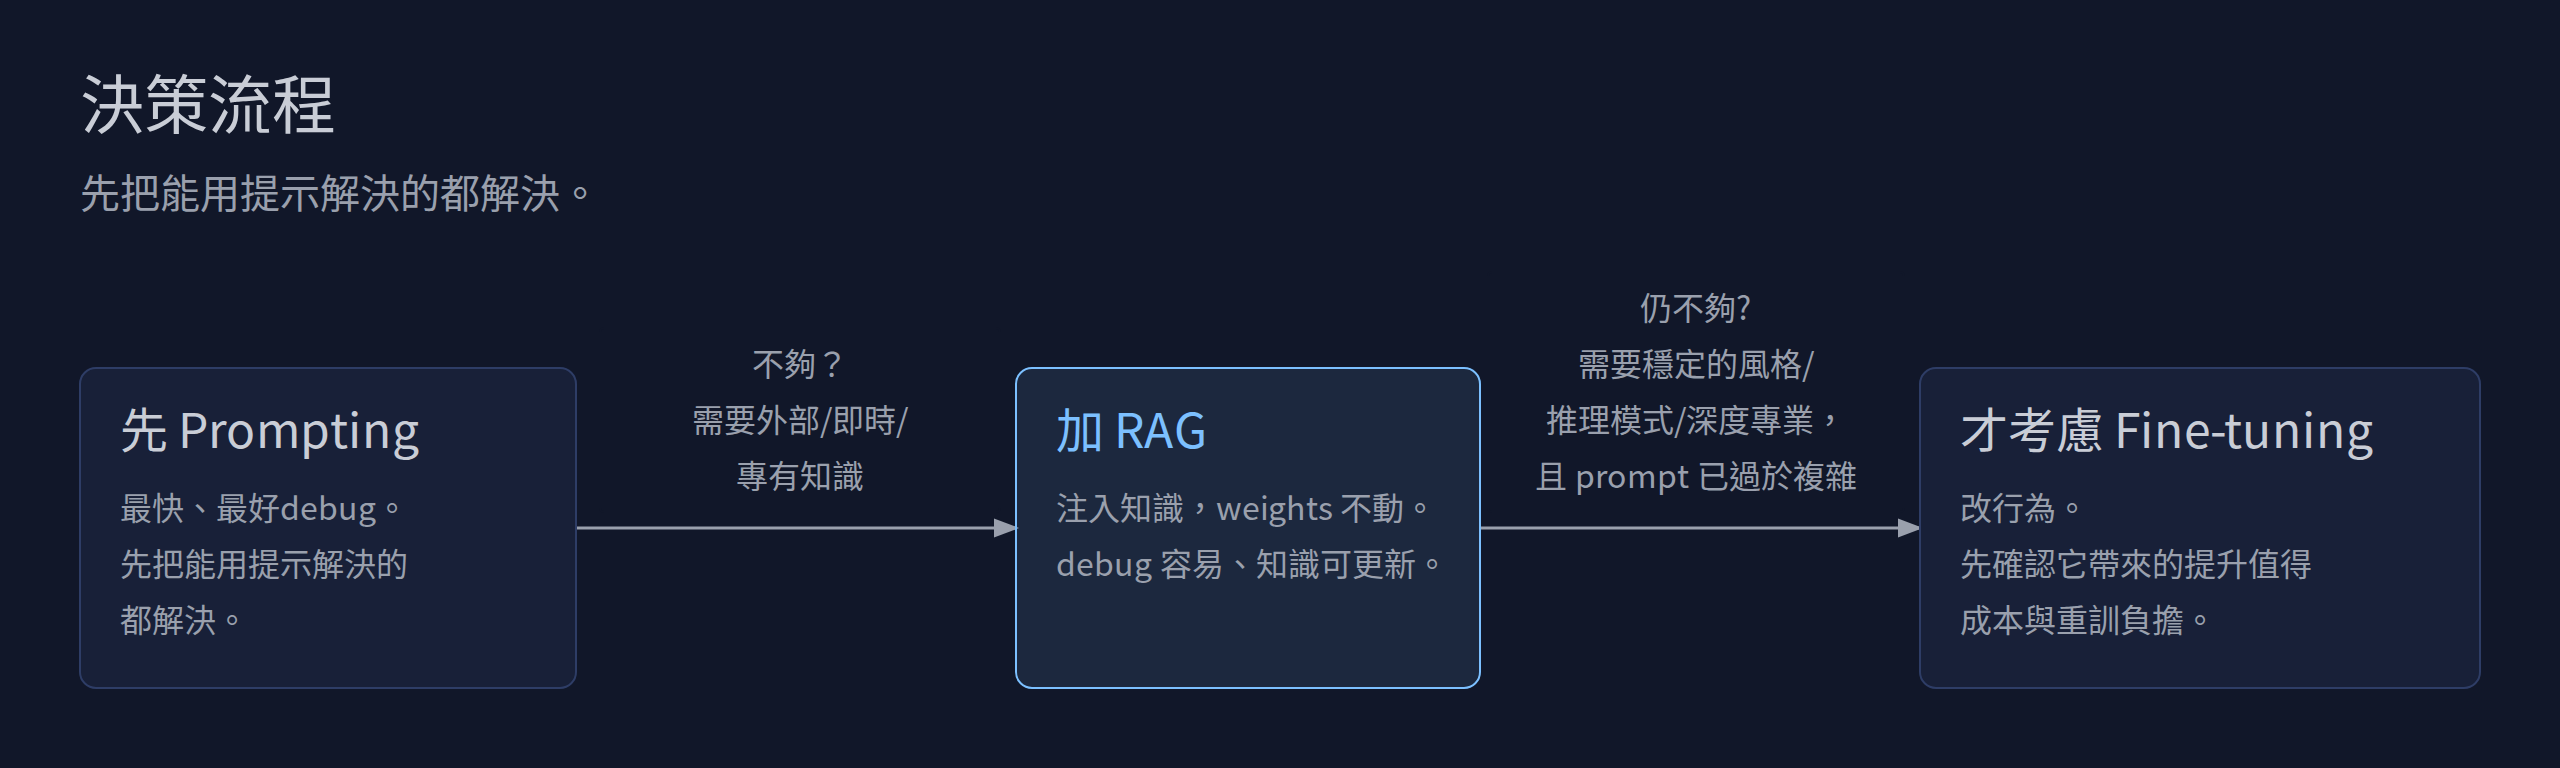 決策流程
先把能用提示解決的都解決。
先 Prompting
最快、最好debug。
先把能用提示解決的
都解決。
不夠？
需要外部/即時/
專有知識
加 RAG
注入知識，weights 不動。
debug 容易、知識可更新。
仍不夠?
需要穩定的風格/
推理模式/深度專業，
且 prompt 已過於複雜
才考慮 Fine-tuning
改行為。
先確認它帶來的提升值得
成本與重訓負擔。